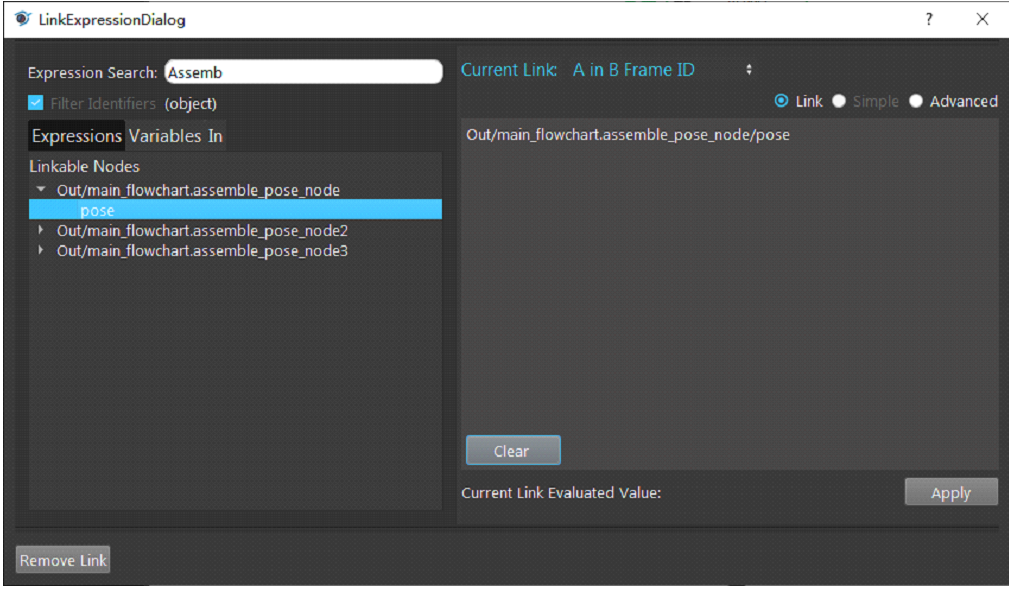 LinkExpressionDialog
?
Expression Search: Assemb
Filter Identifiers (object)
Expressions Variables In
Linkable Nodes
Out/main_flowchart.assemble_pose_node
pose
Out/main_flowchart.assemble_pose_node2
Out/main_flowchart.assemble_pose_node3
Current Link: A in B Frame ID
Link Simple Advanced
Out/main_flowchart.assemble_pose_node/pose
Clear
Current Link Evaluated Value:
Apply
Remove Link